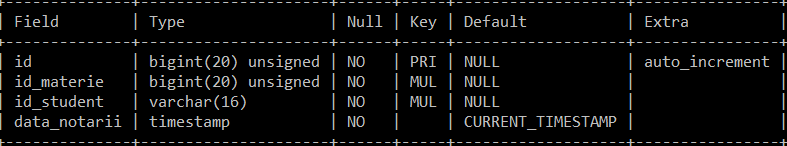 +--------------+---------------------+------+-----+-------------------+----------------+
| Field        | Type                | Null | Key | Default           | Extra          |
+--------------+---------------------+------+-----+-------------------+----------------+
| id           | bigint(20) unsigned | NO   | PRI | NULL              | auto_increment |
| id_materie   | bigint(20) unsigned | NO   | MUL | NULL              |                |
| id_student   | varchar(16)         | NO   | MUL | NULL              |                |
| data_notarii | timestamp           | NO   |     | CURRENT_TIMESTAMP |                |
+--------------+---------------------+------+-----+-------------------+----------------+